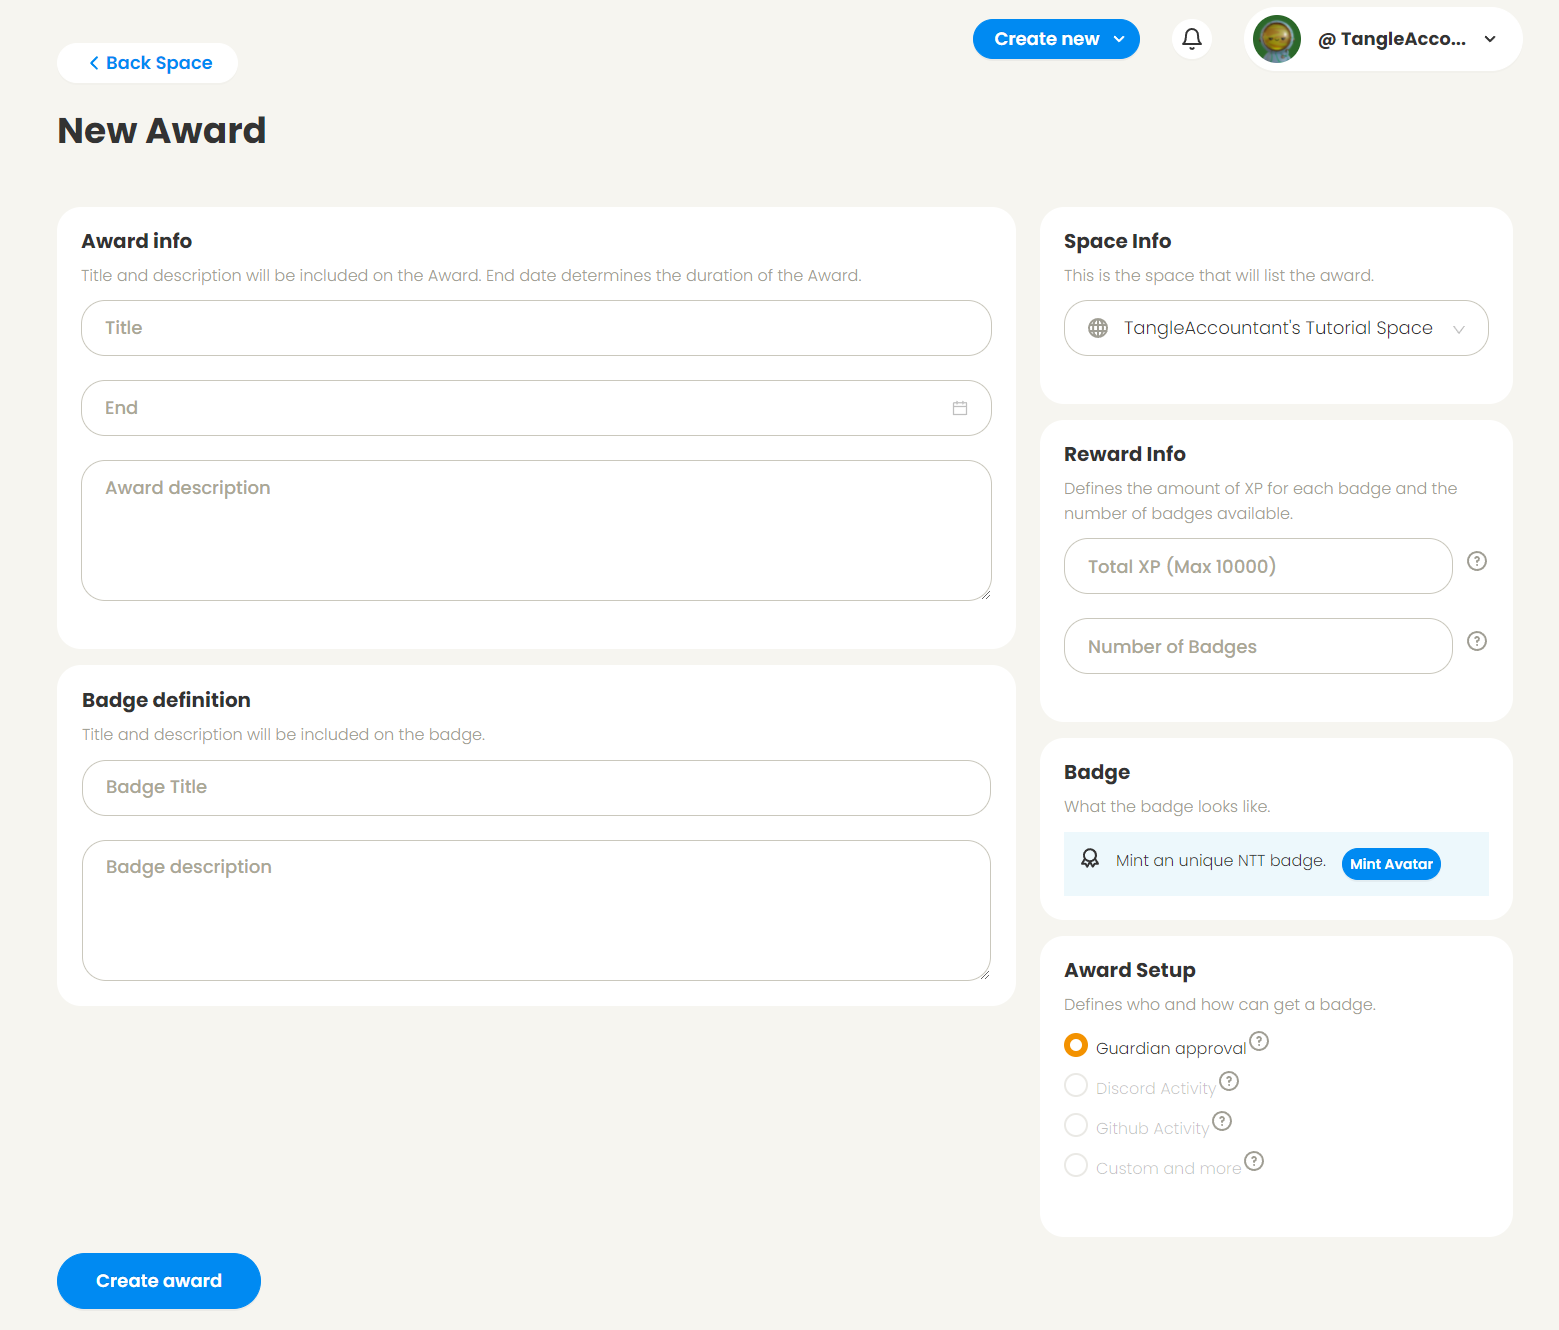 Back Space
Create new
@ TangleAcco...
New Award
Award info
Title and description will be included on the Award. End date determines the duration of the Award.
Title
End
Award description
Badge definition
Title and description will be included on the badge.
Badge Title
Badge description
Space Info
This is the space that will list the award.
TangleAccountant's Tutorial Space
Reward Info
Defines the amount of XP for each badge and the
number of badges available.
Total XP (Max 10000)
?
Number of Badges
?
Badge
What the badge looks like.
Mint an unique NTT badge.
Mint Avatar
Award Setup
Defines who and how can get a badge.
Guardian approval ?
Discord Activity ?
Github Activity ?
Custom and more ?
Create award